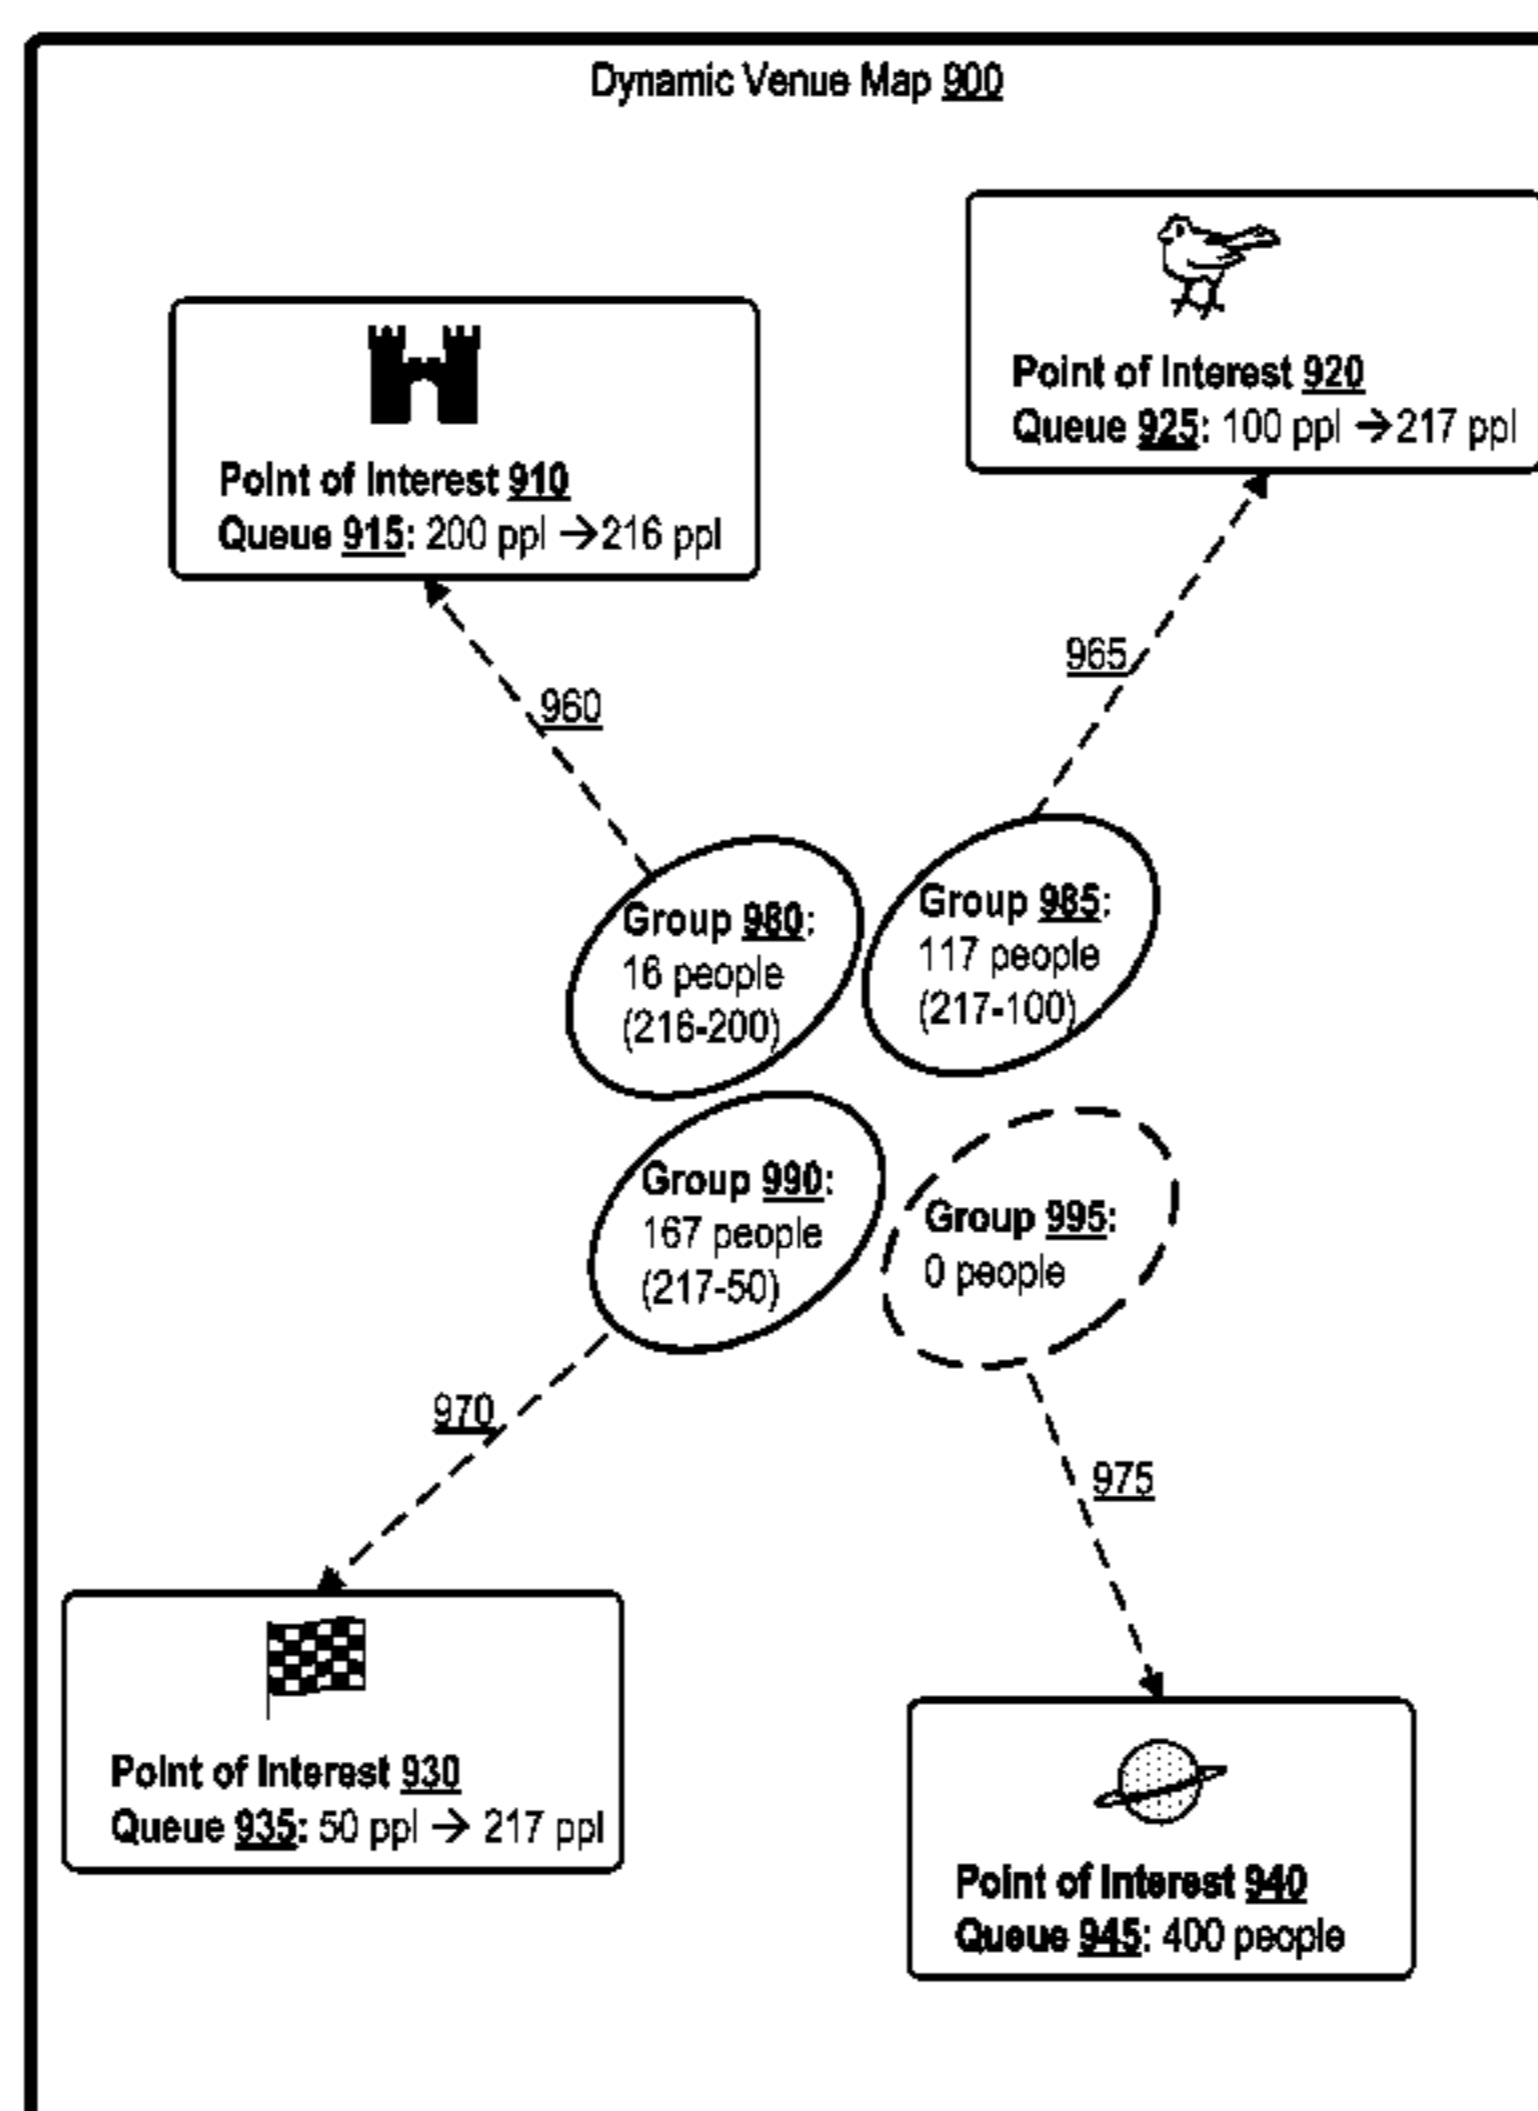 Dynamic Venue Map 900
Point of Interest 920
Queue 925: 100 ppl →217 ppl
Point of Interest 910
Queue 915: 200 ppl →216 ppl
965
960
Group 980:
16 people
(216-200)
Group 985:
117 people
(217-100)
Group 990:
167 people
(217-50)
Group 995:
0 people
970
975
Point of Interest 930
Queue 935: 50 ppl → 217 ppl
Point of Interest 940
Queue 945: 400 people